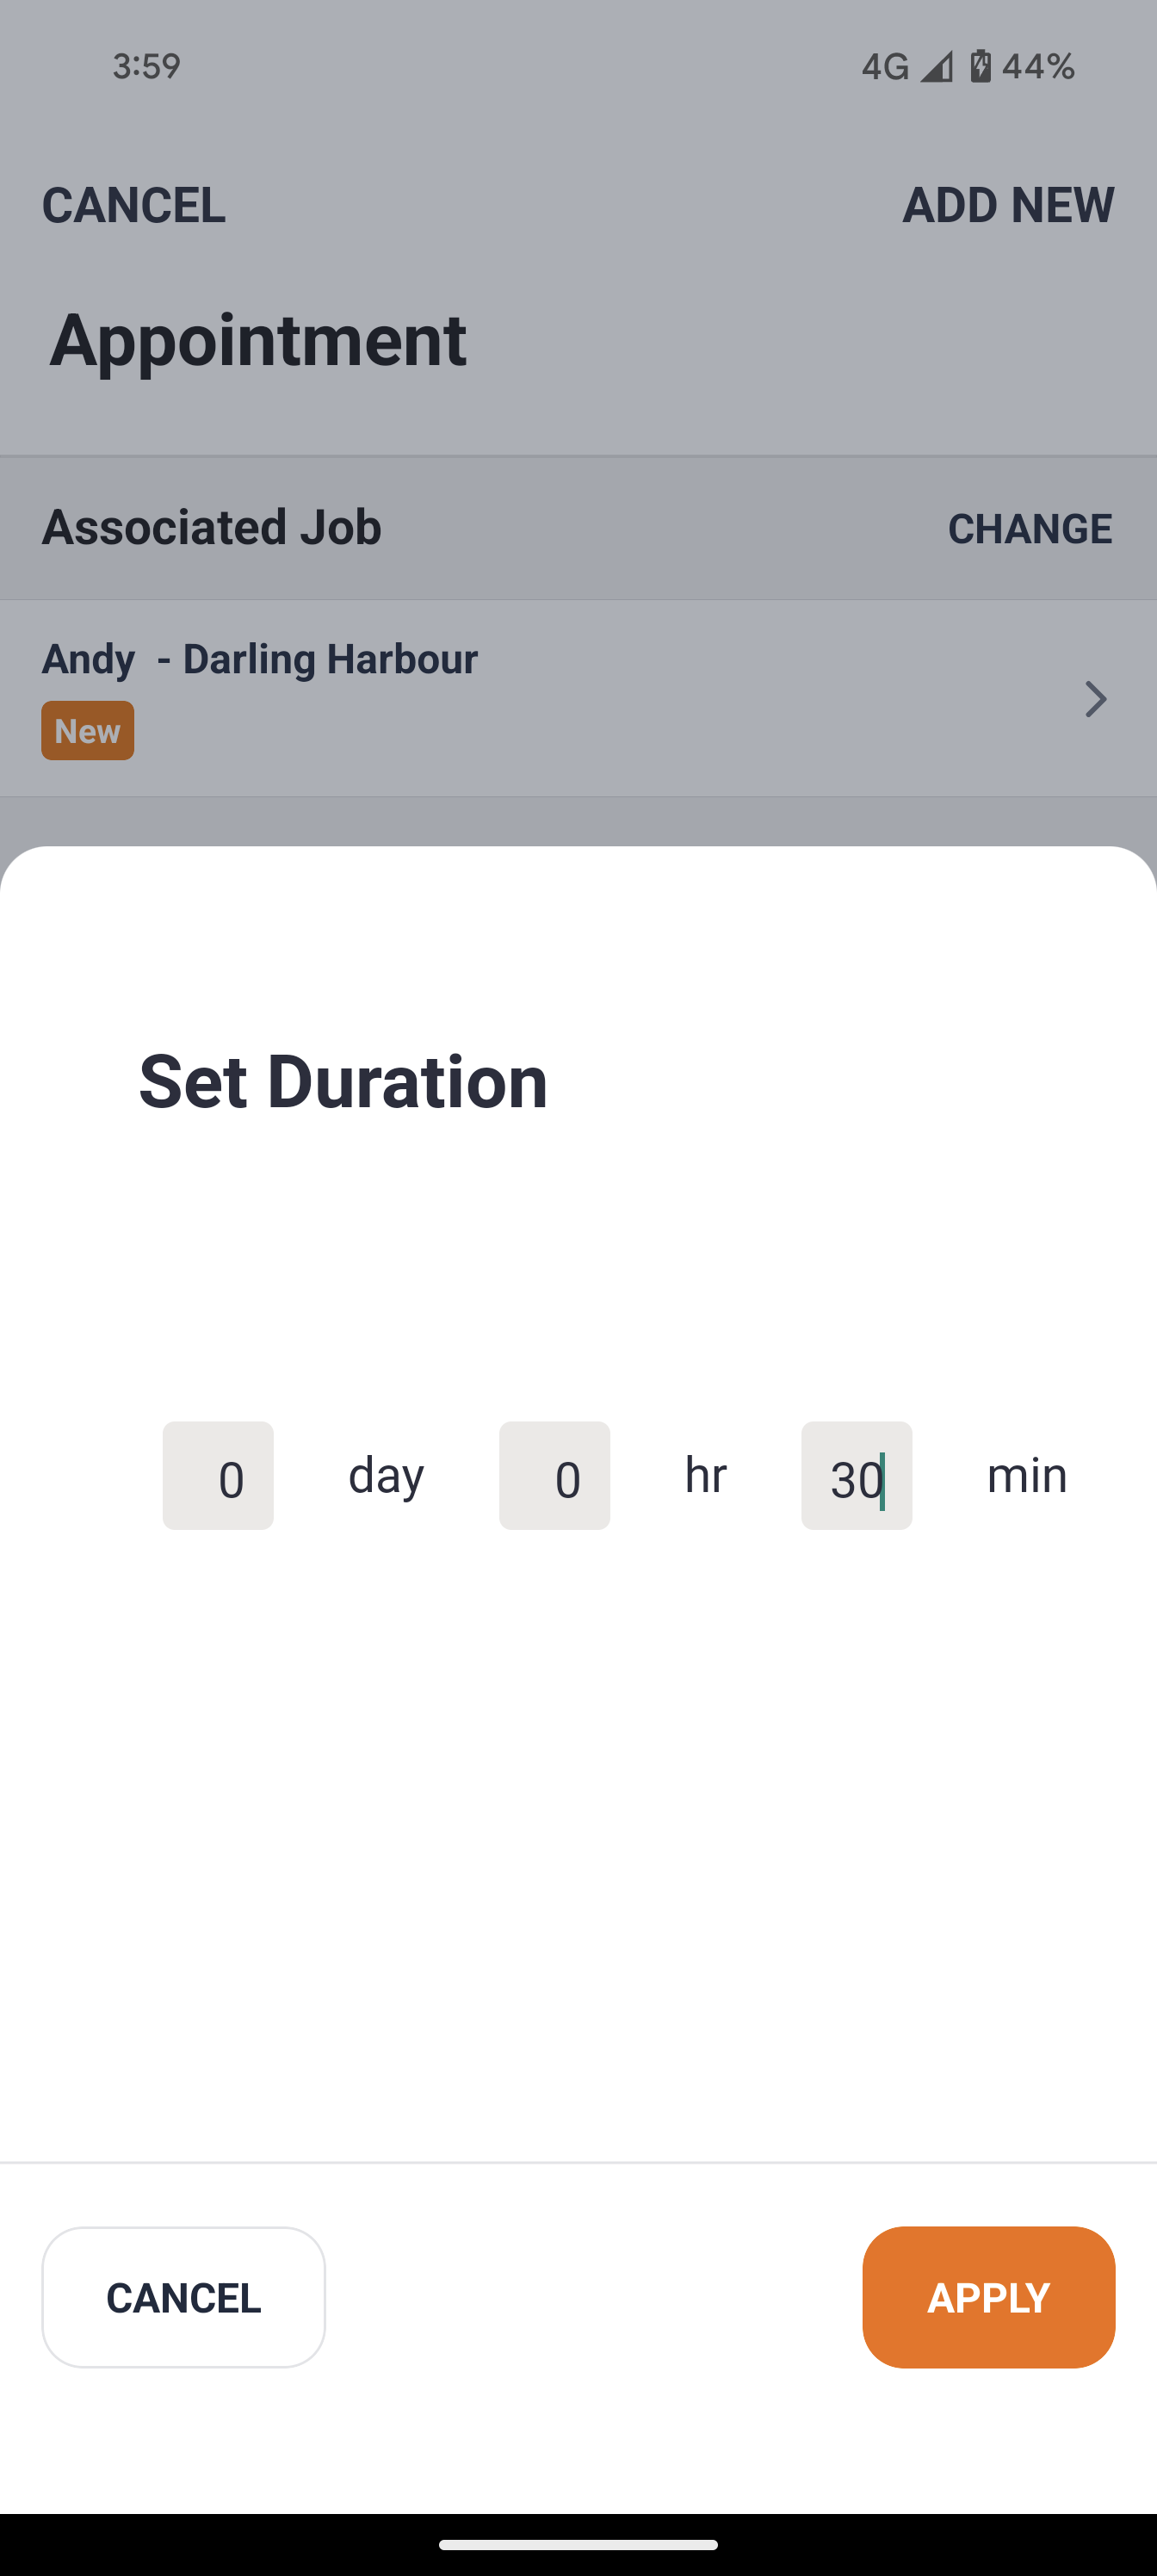 3:59 4G 44%
CANCEL ADD NEW
Appointment
Associated Job CHANGE
Andy - Darling Harbour
New
Set Duration
0 day 0 hr 30 min
CANCEL APPLY